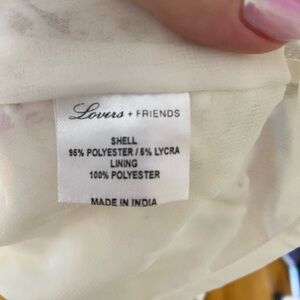 Lovers + FRIENDS
SHELL
95% POLYESTER / 5% LYCRA
LINING
100% POLYESTER
MADE IN INDIA